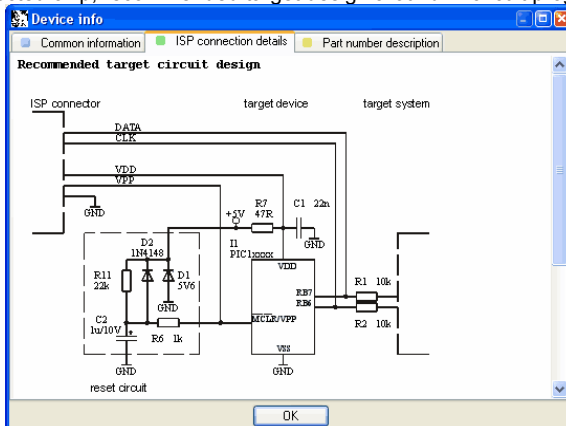 Device info
Common information
ISP connection details
Part number description
Recommended target circuit design
ISP connector
target device
target system
DATA
CLK
VDD
VPP
GND
+5V
R7
47R
C1 22n
GND
D2
1N4148
I1
PIC1xxxx
VDD
R11
22k
D1
5V6
GND
RB7
RB6
R1 10k
R2 10k
C2
1u/10V
R6 1k
MCLR/VPP
VSS
GND
GND
reset circuit
OK